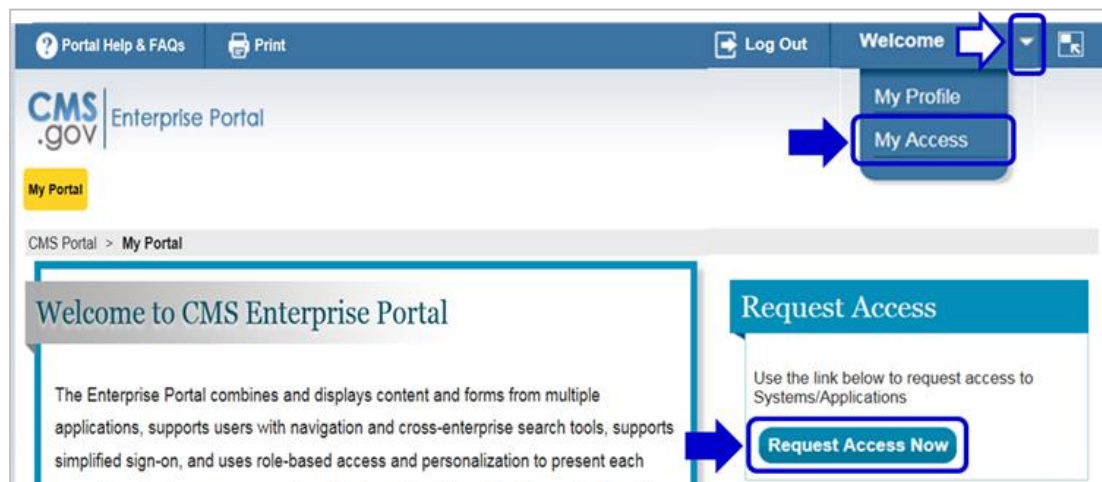 Portal Help & FAQs Print Log Out Welcome
My Profile
My Access
CMS .gov Enterprise Portal
My Portal
CMS Portal > My Portal
Welcome to CMS Enterprise Portal
The Enterprise Portal combines and displays content and forms from multiple
applications, supports users with navigation and cross-enterprise search tools, supports
simplified sign-on, and uses role-based access and personalization to present each
Request Access
Use the link below to request access to
Systems/Applications
Request Access Now